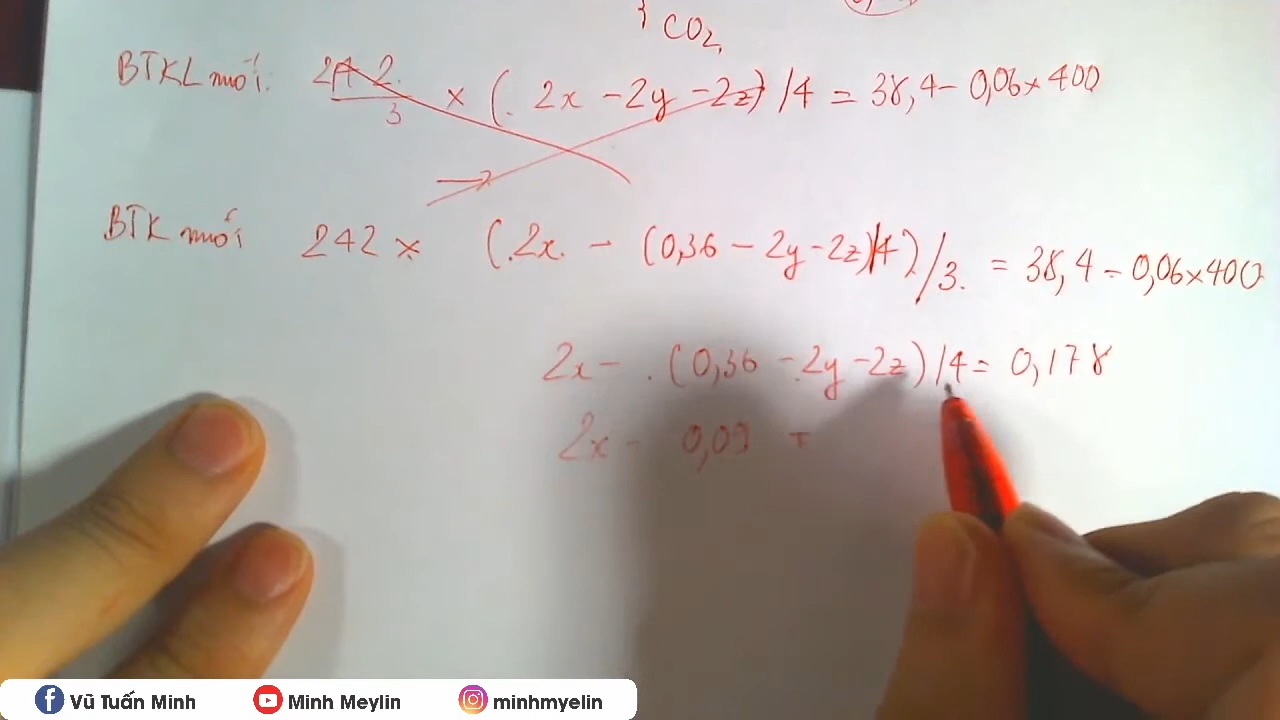 CO2
BTKL muối: 242/3 × (2x - 2y - 2z) /4 = 38,4 - 0,06 × 400
BTK muối 242 × (2x - (0,36 - 2y - 2z)/4)/3 = 38,4 - 0,06×400
2x - (0,36 - 2y - 2z)/4 = 0,178
2x - 0,09 +
Vũ Tuấn Minh Minh Meylin minhmyelin